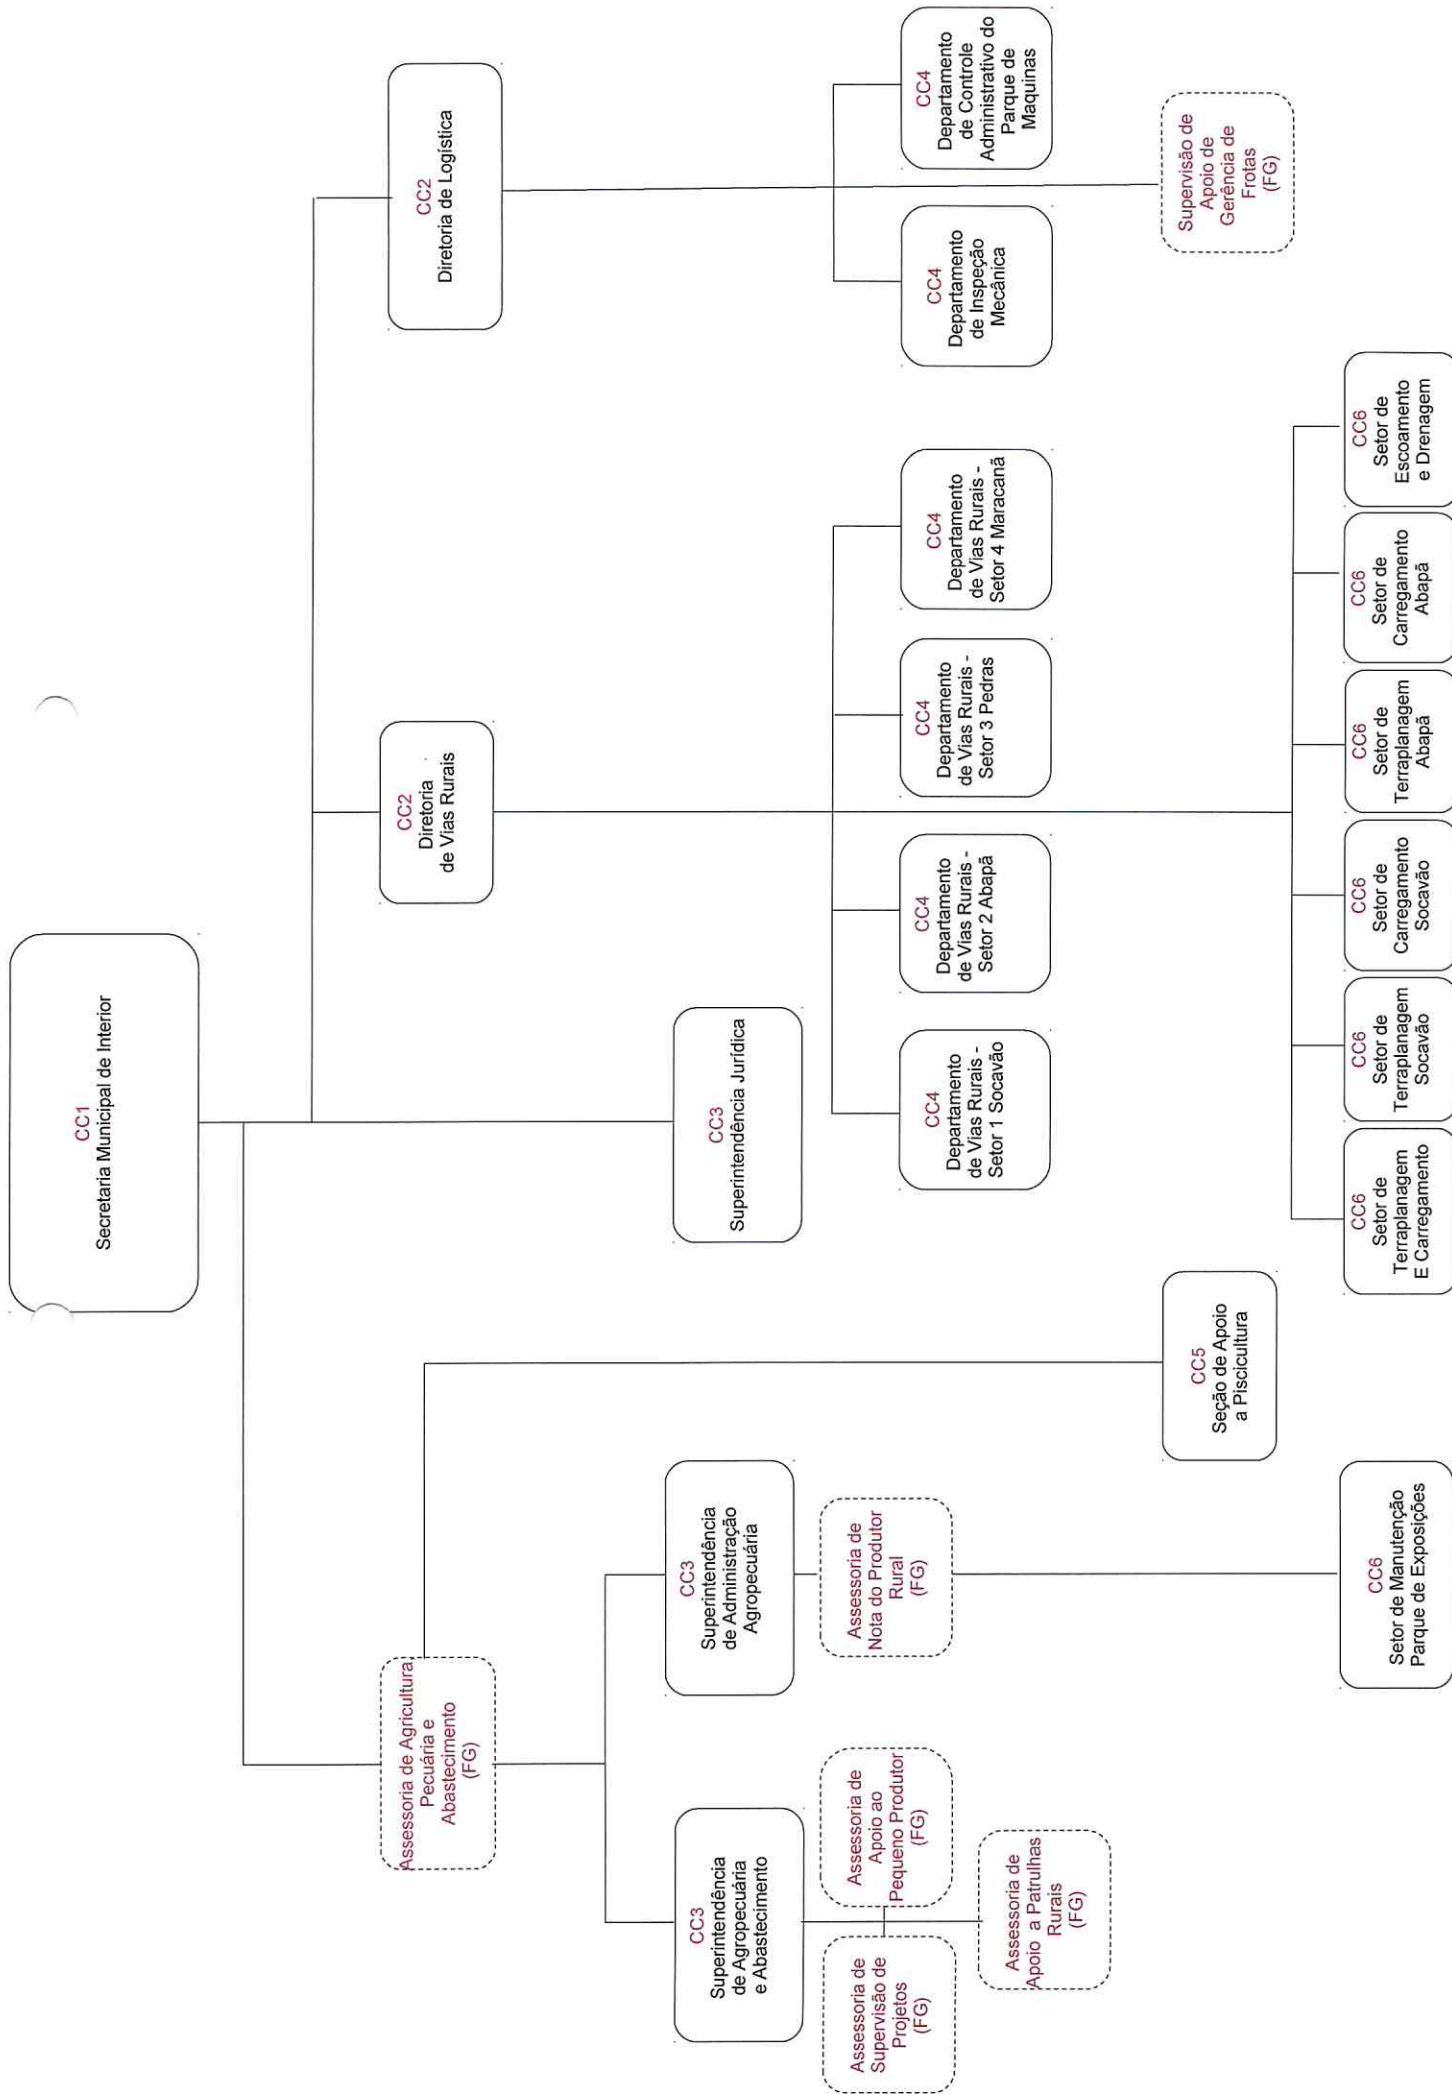 CC1
Secretaria Municipal de Interior
Assessoria de Agricultura
Pecuária e
Abastecimento
(FG)
CC2
Diretoria
de Vias Rurais
CC2
Diretoria de Logística
CC3
Superintendência
de Agropecuária
e Abastecimento
CC3
Superintendência
de Administração
Agropecuária
CC3
Superintendência Jurídica
Assessoria de
Supervisão de
Projetos
(FG)
Assessoria de
Apoio ao
Pequeno Produtor
(FG)
Assessoria de
Nota do Produtor
Rural
(FG)
CC4
Departamento
de Vias Rurais -
Setor 1 Socavão
CC4
Departamento
de Vias Rurais -
Setor 2 Abapã
CC4
Departamento
de Vias Rurais -
Setor 3 Pedras
CC4
Departamento
de Vias Rurais -
Setor 4 Maracanã
CC4
Departamento
de Inspeção
Mecânica
CC4
Departamento
de Controle
Administrativo do
Parque de
Maquinas
Assessoria de
Apoio a Patrulhas
Rurais
(FG)
CC5
Seção de Apoio
a Piscicultura
Supervisão de
Apoio de
Gerência de
Frotas
(FG)
CC6
Setor de Manutenção
Parque de Exposições
CC6
Setor de
Terraplanagem
E Carregamento
CC6
Setor de
Terraplanagem
Socavão
CC6
Setor de
Carregamento
Socavão
CC6
Setor de
Terraplanagem
Abapã
CC6
Setor de
Carregamento
Abapã
CC6
Setor de
Escoamento
e Drenagem